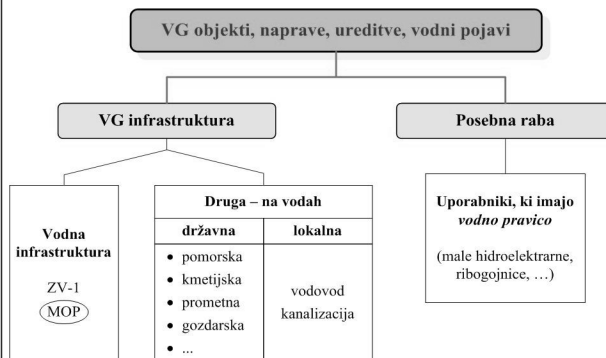 VG objekti, naprave, ureditve, vodni pojavi
VG infrastruktura
Posebna raba
Vodna
infrastruktura
ZV-1
MOP
Druga – na vodah
državna
lokalna
• pomorska
• kmetijska
• prometna
• gozdarska
• ...
vodovod
kanalizacija
Uporabniki, ki imajo
vodno pravico
(male hidroelektrarne,
ribogojnice, …)